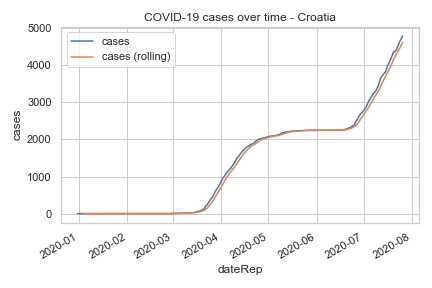 COVID-19 cases over time - Croatia
cases
cases (rolling)
5000
4000
3000
2000
1000
0
cases
2020-01
2020-02
2020-03
2020-04
2020-05
2020-06
2020-07
2020-08
dateRep